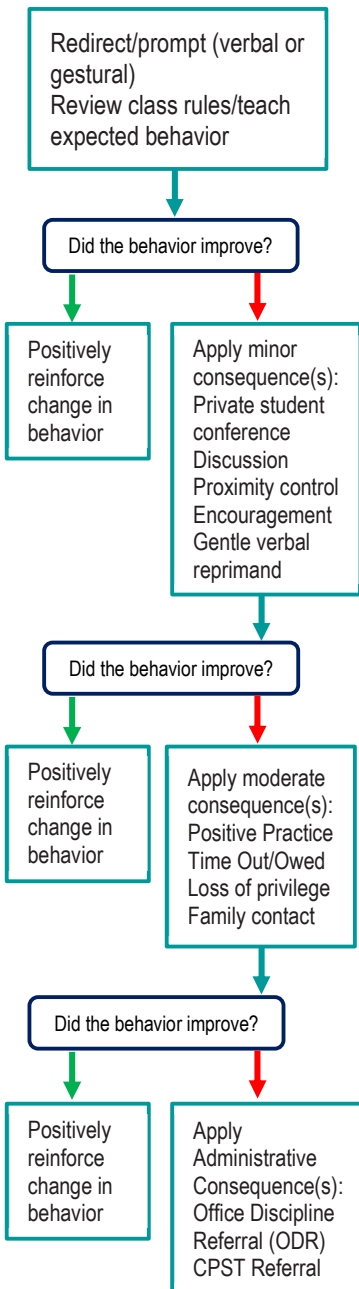 Redirect/prompt (verbal or
gestural)
Review class rules/teach
expected behavior
Did the behavior improve?
Positively
reinforce
change in
behavior
Apply minor
consequence(s):
Private student
conference
Discussion
Proximity control
Encouragement
Gentle verbal
reprimand
Did the behavior improve?
Positively
reinforce
change in
behavior
Apply moderate
consequence(s):
Positive Practice
Time Out/Owed
Loss of privilege
Family contact
Did the behavior improve?
Positively
reinforce
change in
behavior
Apply
Administrative
Consequence(s):
Office Discipline
Referral (ODR)
CPST Referral